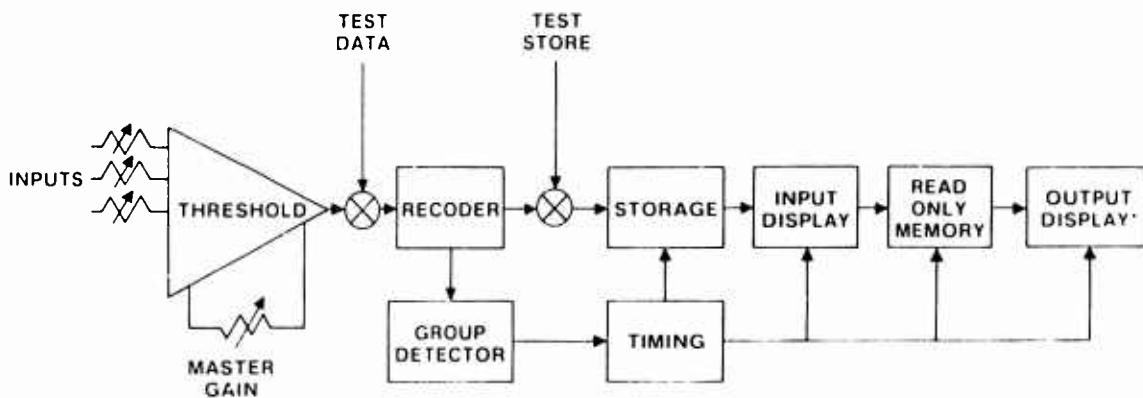 TEST
DATA
TEST
STORE
INPUTS
THRESHOLD
RECODER
STORAGE
INPUT
DISPLAY
READ
ONLY
MEMORY
OUTPUT
DISPLAY'
GROUP
DETECTOR
TIMING
MASTER
GAIN